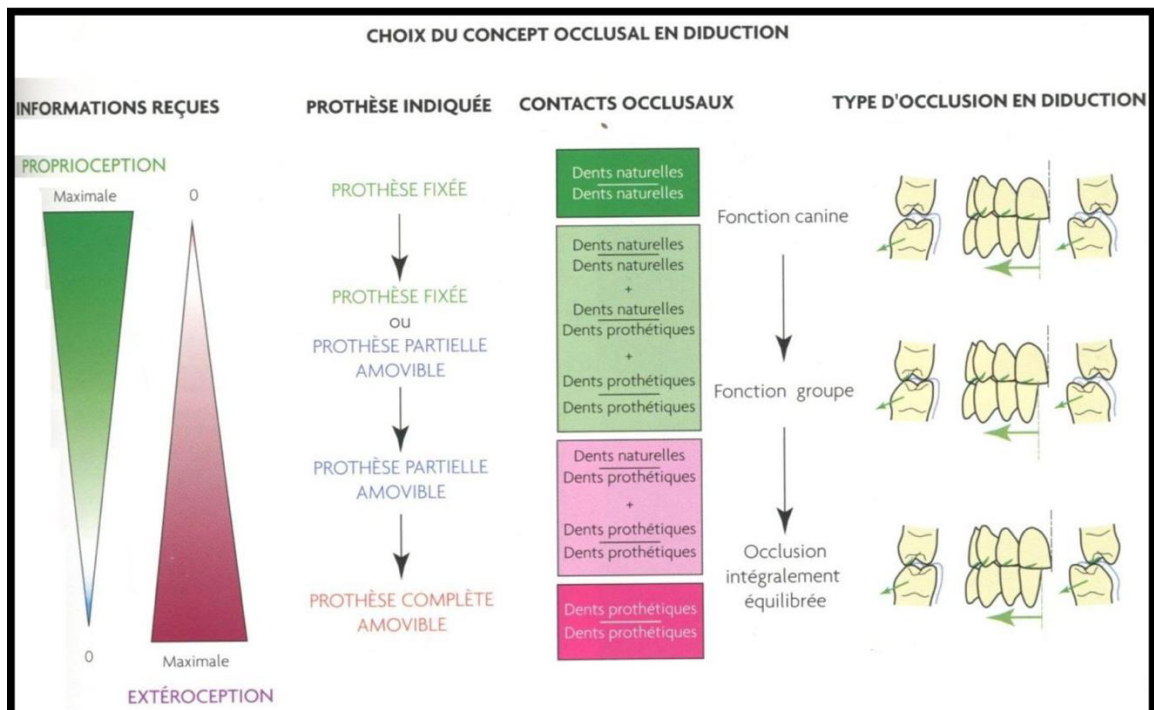 CHOIX DU CONCEPT OCCLUSAL EN DIDUCTION
INFORMATIONS REÇUES
PROPRIOCEPTION
Maximale
0
0
Maximale
EXTÉROCEPTION
PROTHÈSE INDIQUÉE
PROTHÈSE FIXÉE
PROTHÈSE FIXÉE
ou
PROTHÈSE PARTIELLE
AMOVIBLE
PROTHÈSE PARTIELLE
AMOVIBLE
PROTHÈSE COMPLÈTE
AMOVIBLE
CONTACTS OCCLUSAUX
Dents naturelles
Dents naturelles
Dents naturelles
Dents naturelles
+
Dents naturelles
Dents prothétiques
+
Dents prothétiques
Dents prothétiques
Dents naturelles
Dents prothétiques
+
Dents prothétiques
Dents prothétiques
Dents prothétiques
Dents prothétiques
TYPE D'OCCLUSION EN DIDUCTION
Fonction canine
Fonction groupe
Occlusion
intégralement
équilibrée